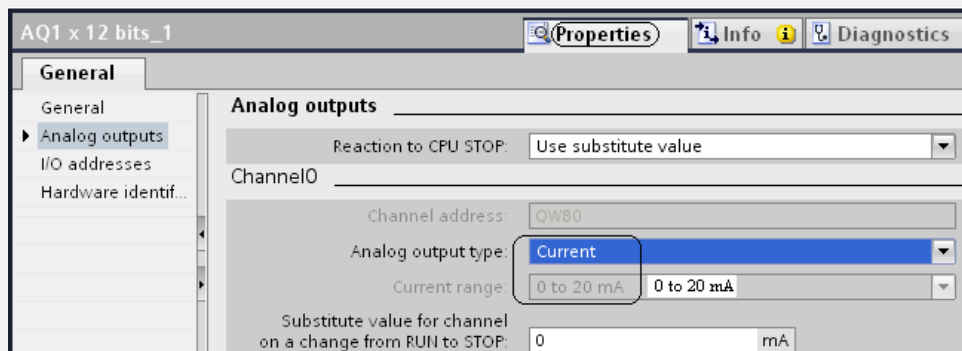 AQ1 x 12 bits_1
Properties
Info
Diagnostics
General
General
Analog outputs
I/O addresses
Hardware identif...
Analog outputs
Reaction to CPU STOP: Use substitute value
Channel0
Channel address: QW80
Analog output type: Current
Current range: 0 to 20 mA 0 to 20 mA
Substitute value for channel
on a change from RUN to STOP: 0 mA